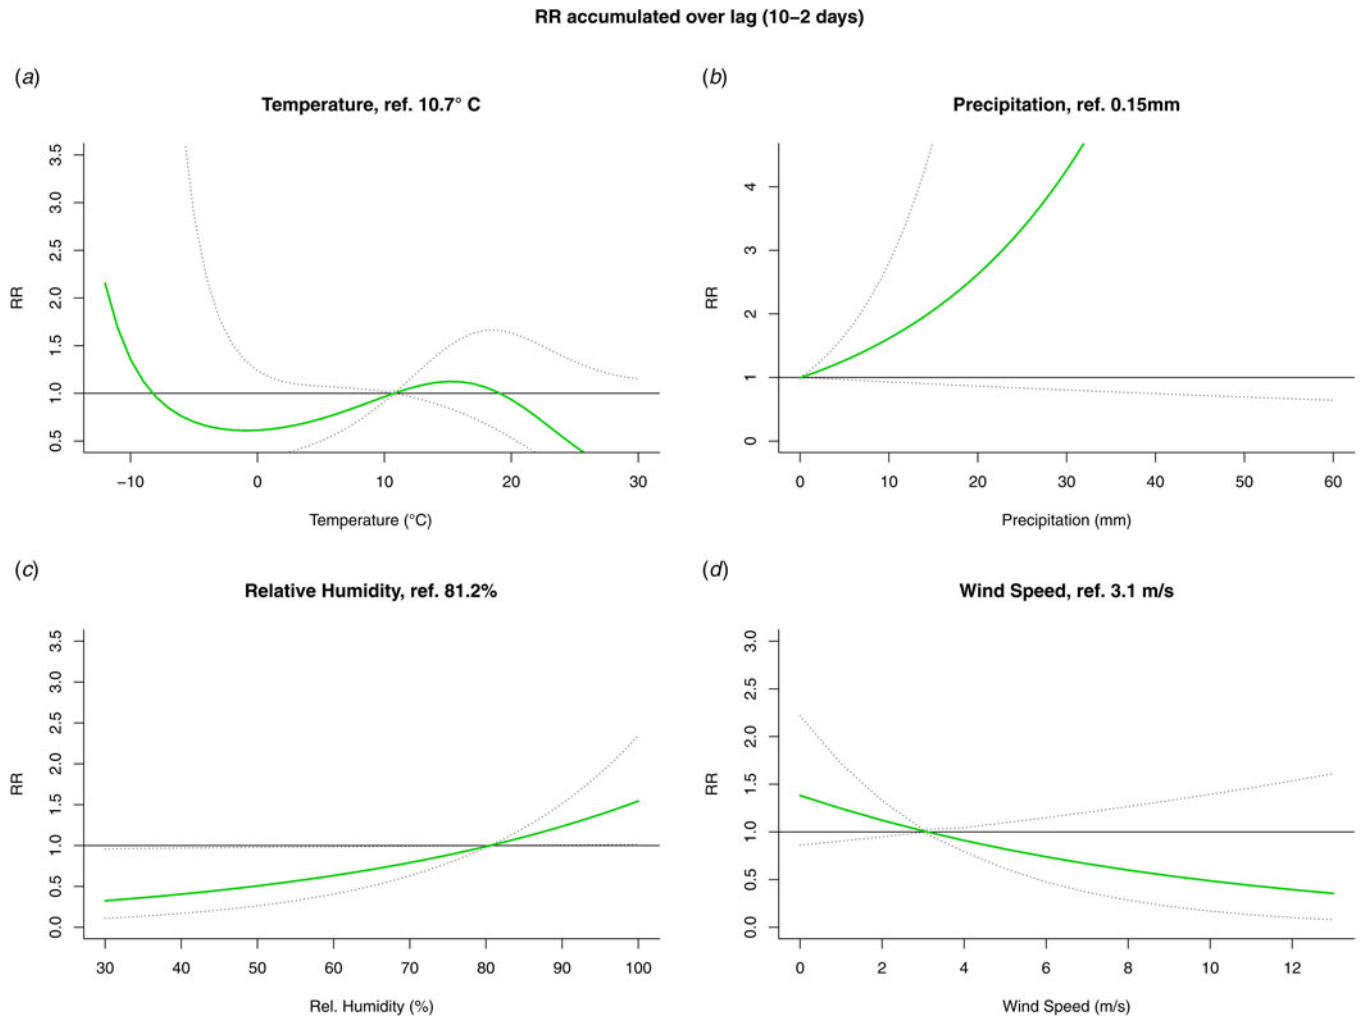 RR accumulated over lag (10−2 days)
(a)
Temperature, ref. 10.7° C
RR
0.5 1.0 1.5 2.0 2.5 3.0 3.5
−10 0 10 20 30
Temperature (°C)
(b)
Precipitation, ref. 0.15mm
RR
0 1 2 3 4
0 10 20 30 40 50 60
Precipitation (mm)
(c)
Relative Humidity, ref. 81.2%
RR
0.0 0.5 1.0 1.5 2.0 2.5 3.0 3.5
30 40 50 60 70 80 90 100
Rel. Humidity (%)
(d)
Wind Speed, ref. 3.1 m/s
RR
0.0 0.5 1.0 1.5 2.0 2.5 3.0
0 2 4 6 8 10 12
Wind Speed (m/s)